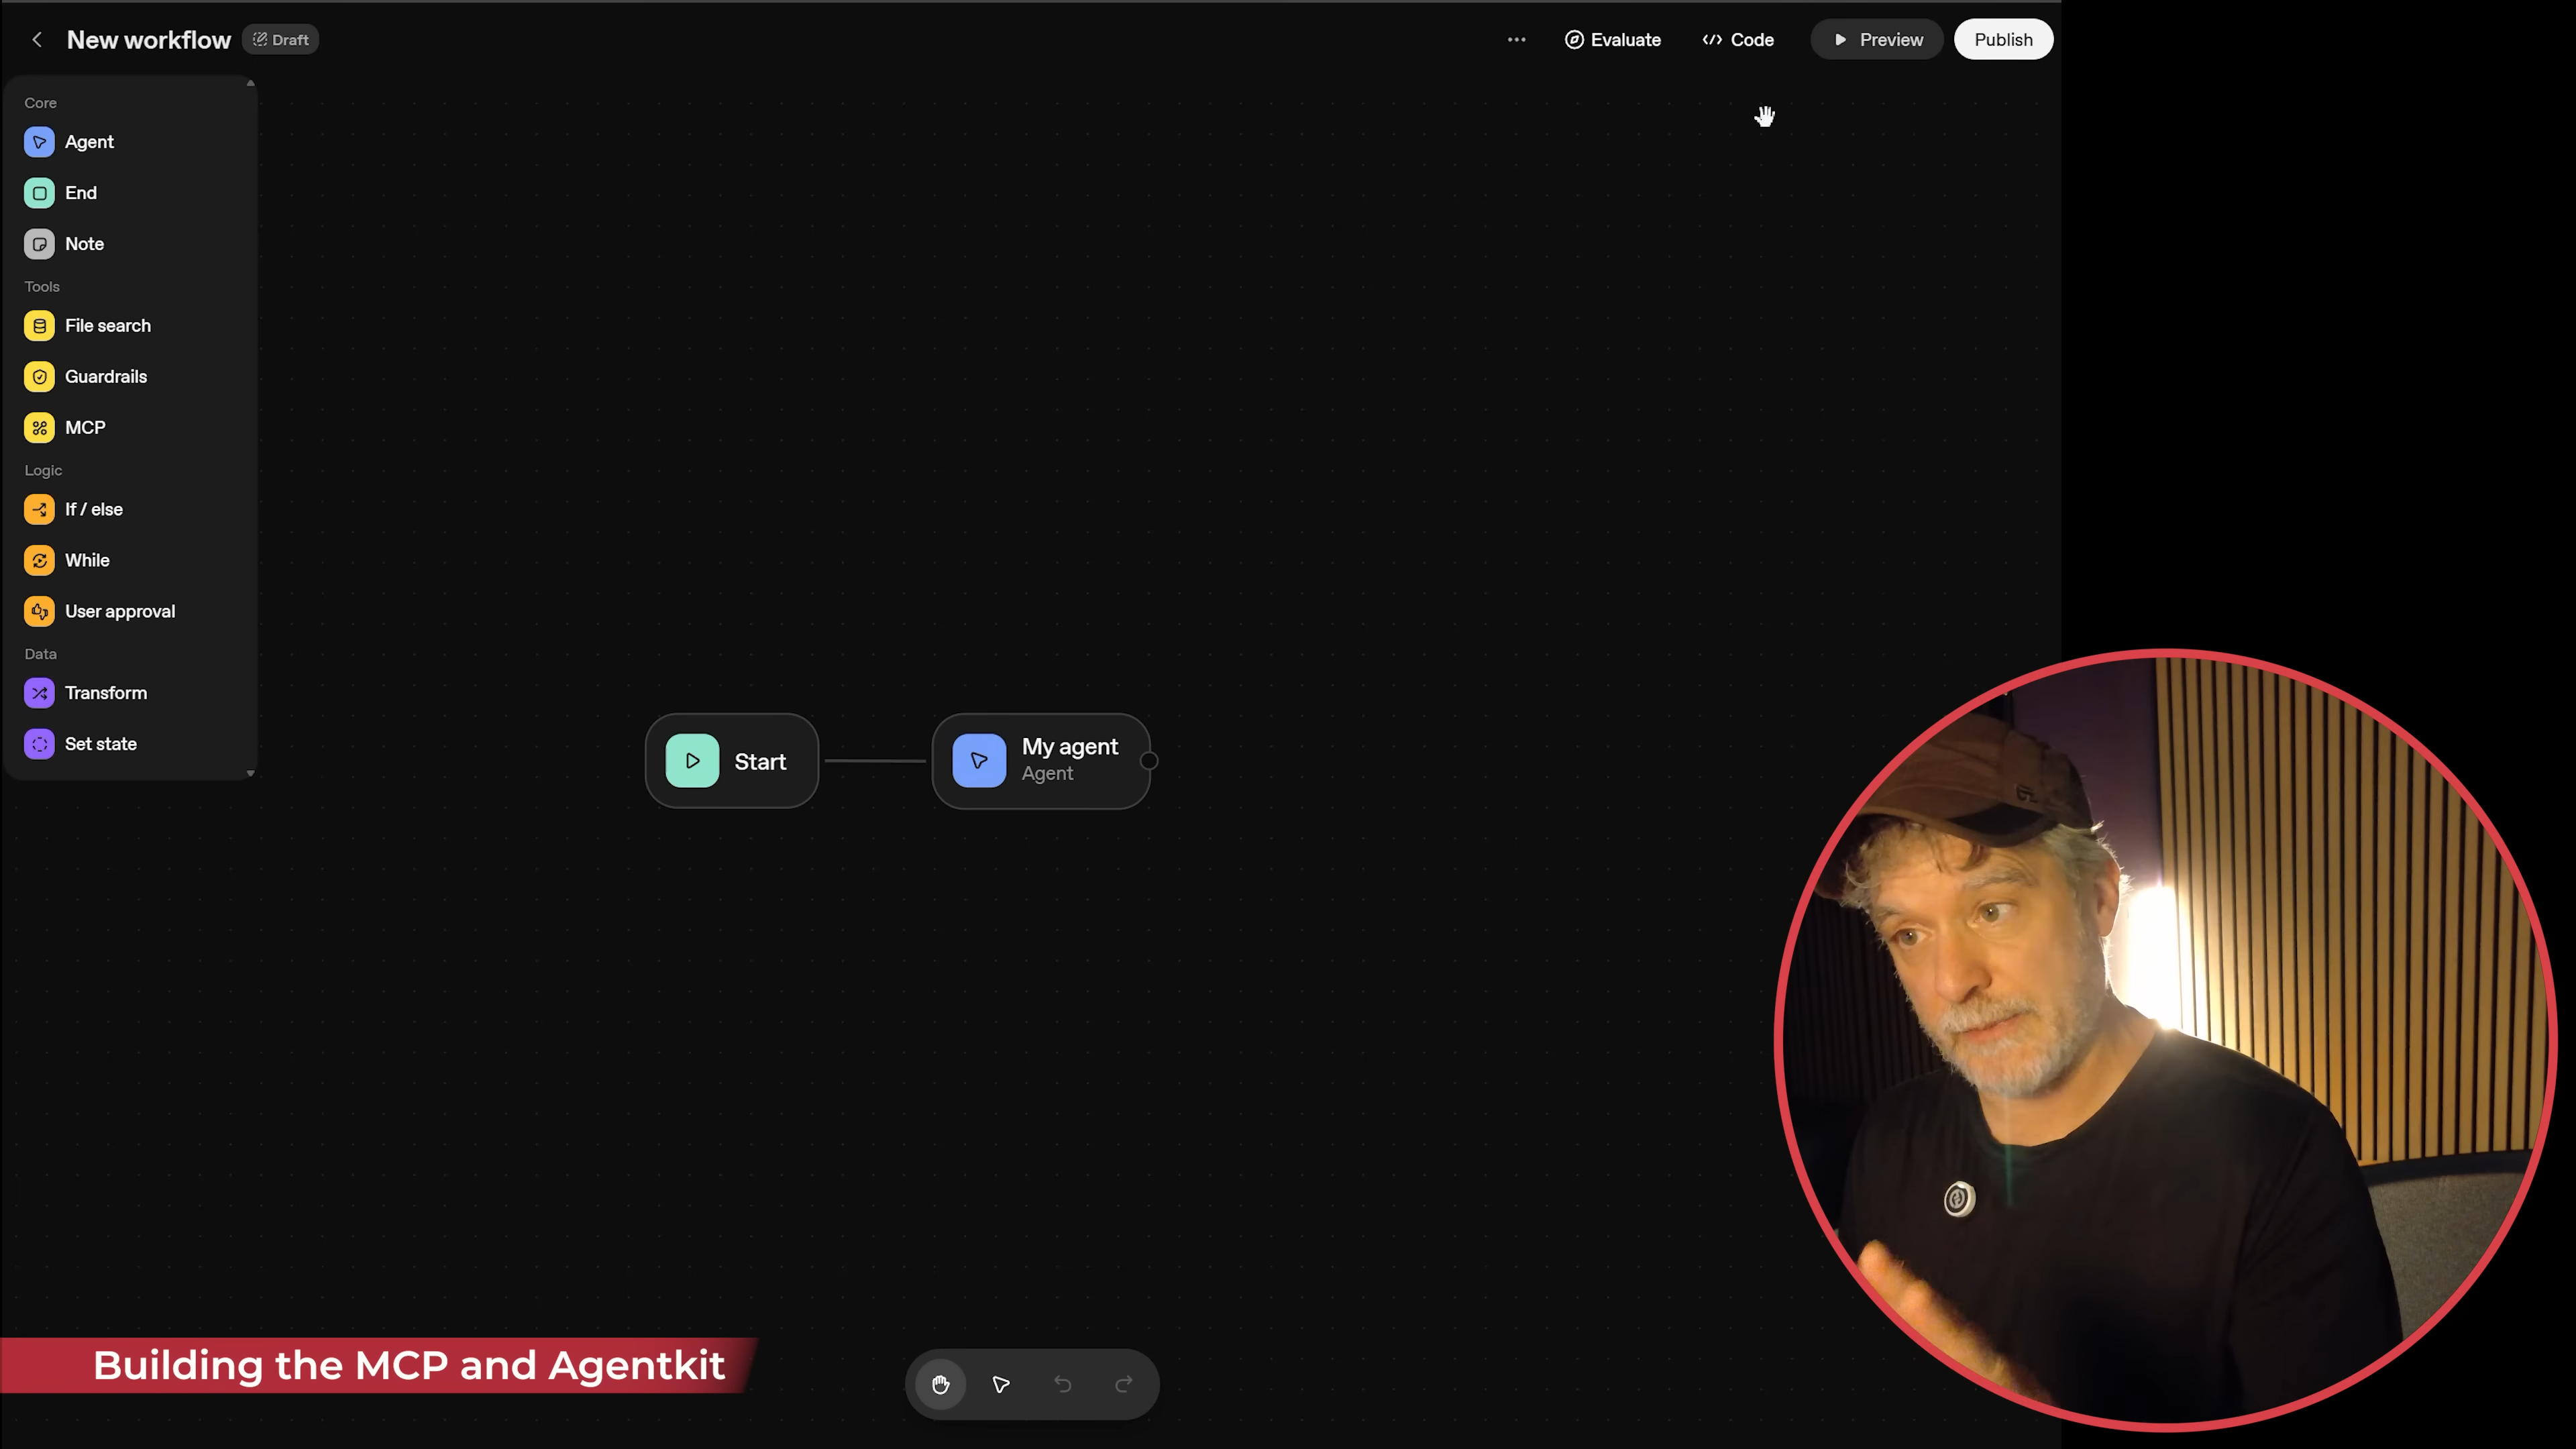 New workflow
Draft
Evaluate
Code
Preview
Publish
Core
Agent
End
Note
Tools
File search
Guardrails
MCP
Logic
If / else
While
User approval
Data
Transform
Set state
Start
My agent
Agent
Building the MCP and Agentkit